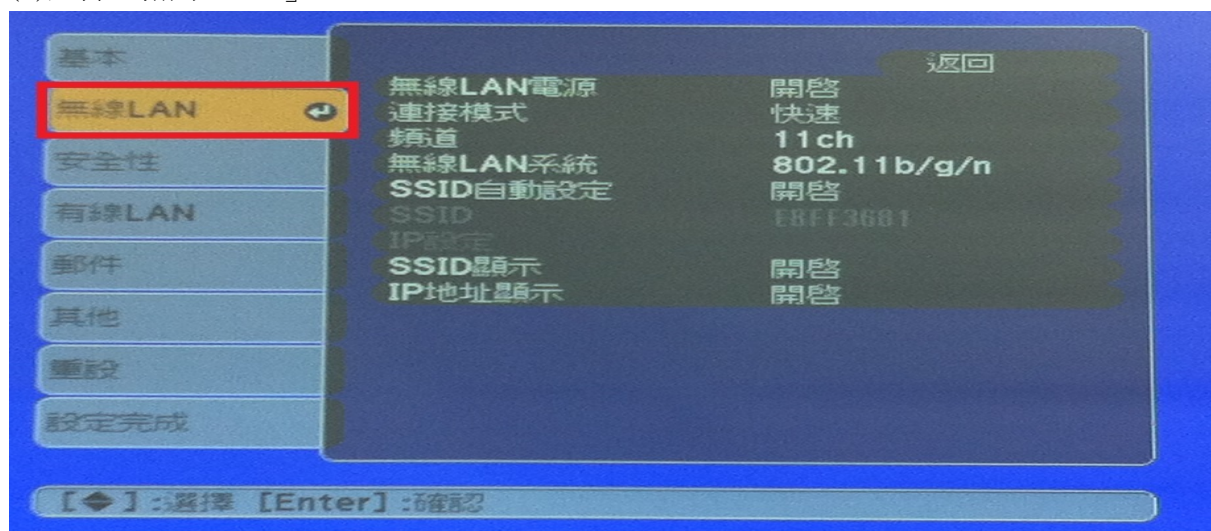 基本
無線LAN
安全性
有線LAN
郵件
其他
重設
設定完成
返回
無線LAN電源 開啓
連接模式 快速
頻道 11ch
無線LAN系統 802.11b/g/n
SSID自動設定 開啓
SSID EBFF3681
IP設定
SSID顯示 開啓
IP地址顯示 開啓
[◆]:選擇 [Enter]:確認